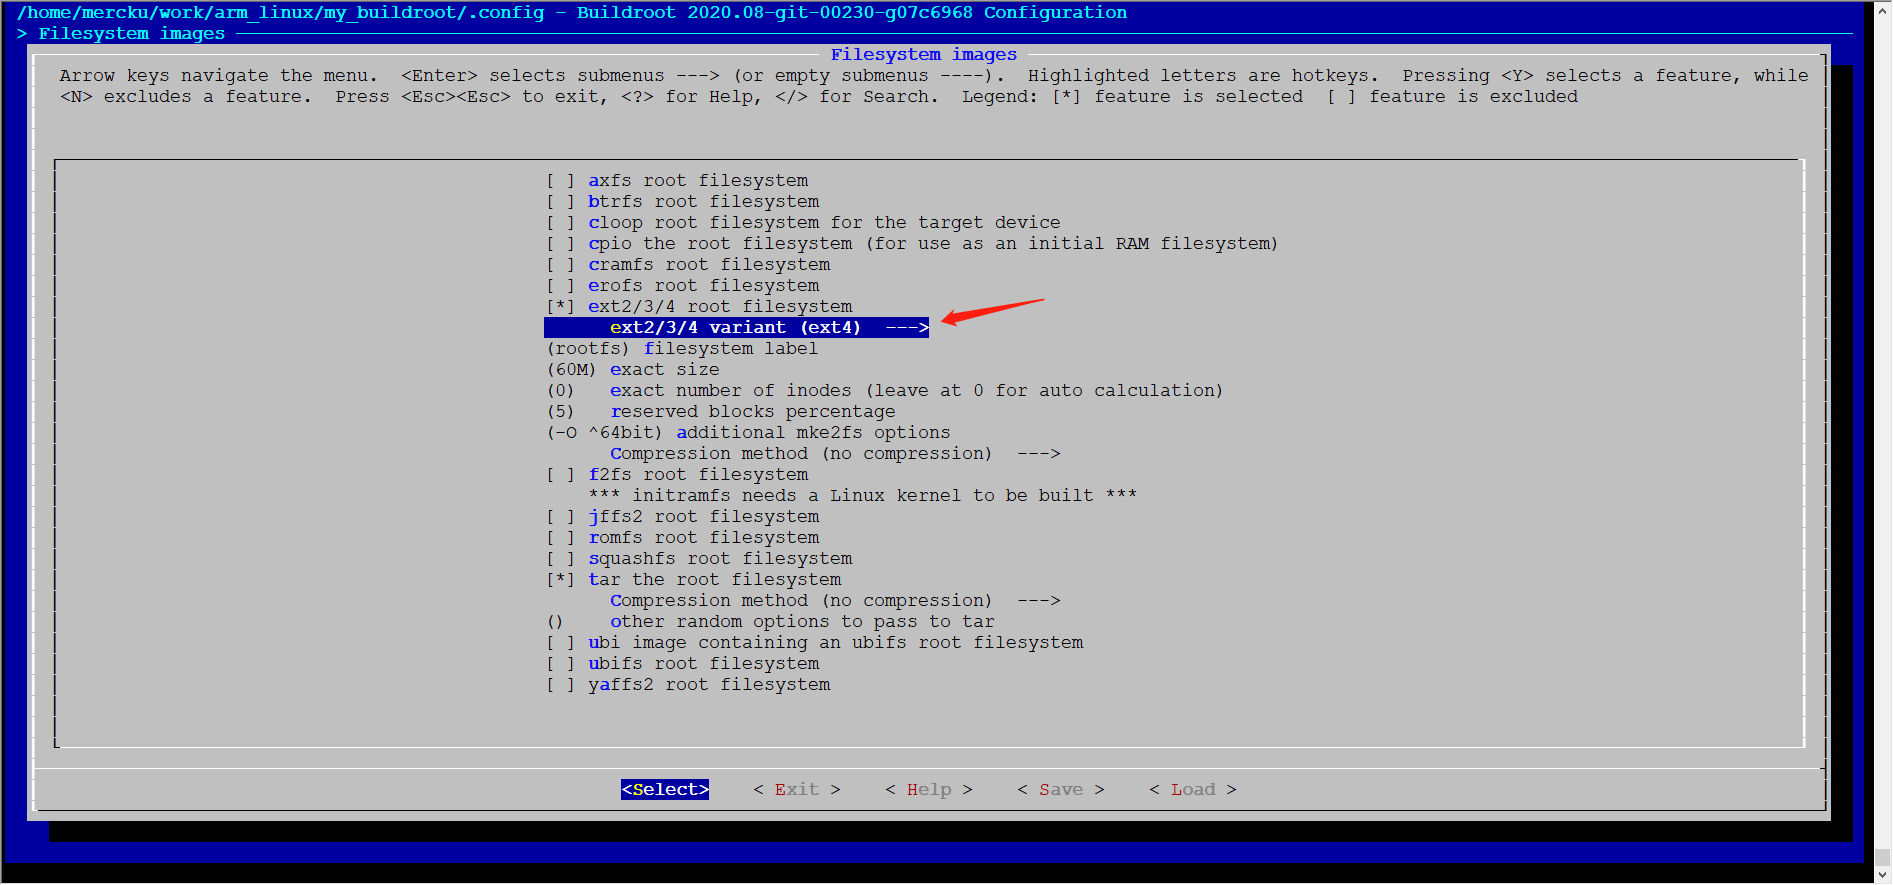 /home/mercku/work/arm_linux/my_buildroot/.config - Buildroot 2020.08-git-00230-g07c6968 Configuration
> Filesystem images
Filesystem images
Arrow keys navigate the menu.  <Enter> selects submenus ---> (or empty submenus ----).  Highlighted letters are hotkeys.  Pressing <Y> selects a feature, while
<N> excludes a feature.  Press <Esc><Esc> to exit, <?> for Help, </> for Search.  Legend: [*] feature is selected  [ ] feature is excluded
[ ] axfs root filesystem
[ ] btrfs root filesystem
[ ] cloop root filesystem for the target device
[ ] cpio the root filesystem (for use as an initial RAM filesystem)
[ ] cramfs root filesystem
[ ] erofs root filesystem
[*] ext2/3/4 root filesystem
ext2/3/4 variant (ext4)  --->
(rootfs) filesystem label
(60M) exact size
(0)   exact number of inodes (leave at 0 for auto calculation)
(5)   reserved blocks percentage
(-O ^64bit) additional mke2fs options
Compression method (no compression)  --->
[ ] f2fs root filesystem
*** initramfs needs a Linux kernel to be built ***
[ ] jffs2 root filesystem
[ ] romfs root filesystem
[ ] squashfs root filesystem
[*] tar the root filesystem
Compression method (no compression)  --->
()    other random options to pass to tar
[ ] ubi image containing an ubifs root filesystem
[ ] ubifs root filesystem
[ ] yaffs2 root filesystem
<Select>    < Exit >    < Help >    < Save >    < Load >